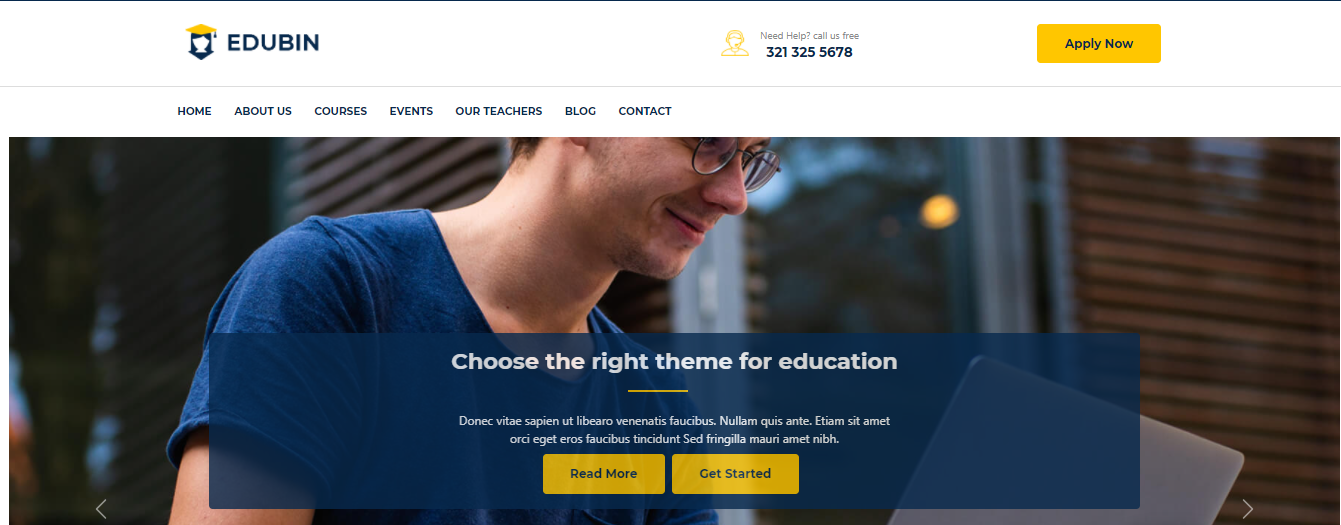 EDUBIN
Need Help? call us free
321 325 5678
Apply Now
HOME ABOUT US COURSES EVENTS OUR TEACHERS BLOG CONTACT
Choose the right theme for education
Donec vitae sapien ut libearo venenatis faucibus. Nullam quis ante. Etiam sit amet
orci eget eros faucibus tincidunt Sed fringilla mauri amet nibh.
Read More Get Started